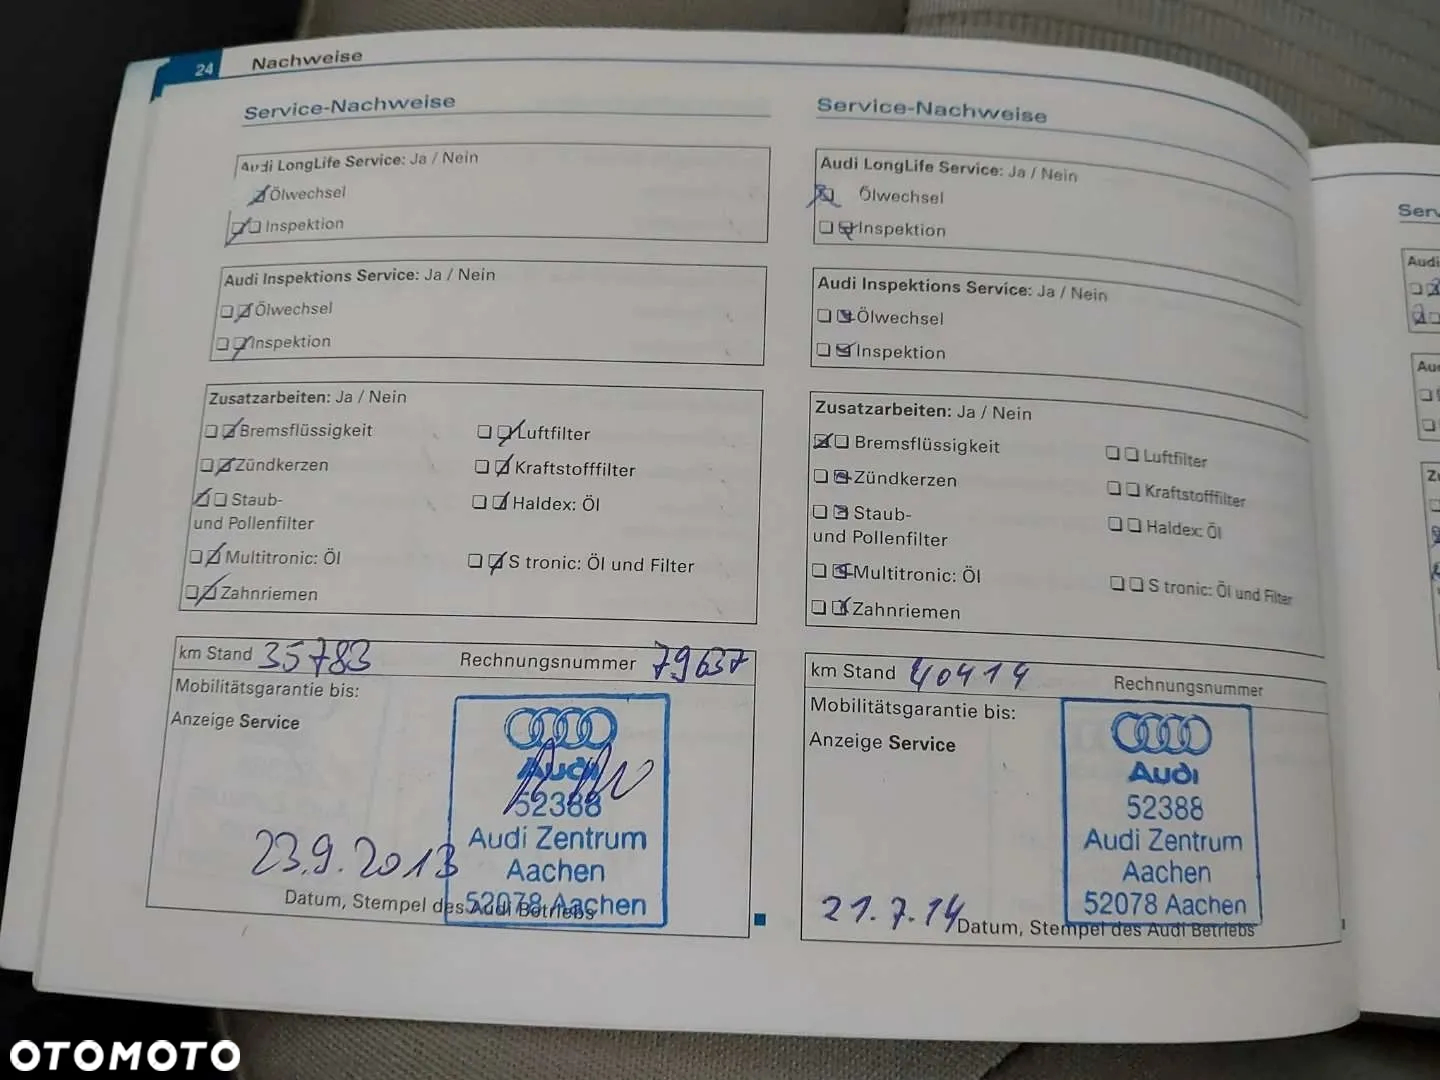 24 Nachweise
Service-Nachweise
Audi LongLife Service: Ja / Nein
Ölwechsel
Inspektion
Audi Inspektions Service: Ja / Nein
Ölwechsel
Inspektion
Zusatzarbeiten: Ja / Nein
Bremsflüssigkeit Luftfilter
Zündkerzen Kraftstofffilter
Staub- Haldex: Öl
und Pollenfilter
Multitronic: Öl S tronic: Öl und Filter
Zahnriemen
km Stand 35783 Rechnungsnummer 79637
Mobilitätsgarantie bis:
Anzeige Service
Audi
52388
Audi Zentrum
Aachen
52078 Aachen
23.9.2013
Datum, Stempel des Audi Betriebs
Service-Nachweise
Audi LongLife Service: Ja / Nein
Ölwechsel
Inspektion
Audi Inspektions Service: Ja / Nein
Ölwechsel
Inspektion
Zusatzarbeiten: Ja / Nein
Bremsflüssigkeit Luftfilter
Zündkerzen Kraftstofffilter
Staub- Haldex: Öl
und Pollenfilter
Multitronic: Öl S tronic: Öl und Filter
Zahnriemen
km Stand 40414 Rechnungsnummer
Mobilitätsgarantie bis:
Anzeige Service
Audi
52388
Audi Zentrum
Aachen
52078 Aachen
21.7.14
Datum, Stempel des Audi Betriebs
Audi
OTOMOTO